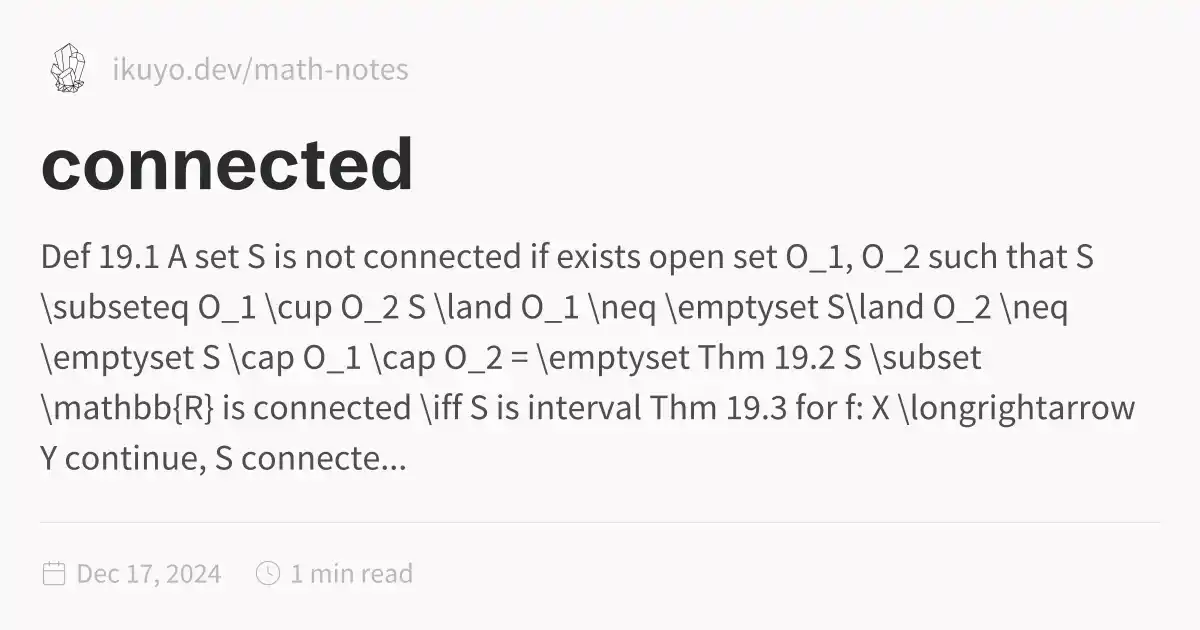 ikuyo.dev/math-notes
connected
Def 19.1 A set S is not connected if exists open set O_1, O_2 such that S
\subseteq O_1 \cup O_2 S \land O_1 \neq \emptyset S\land O_2 \neq
\emptyset S \cap O_1 \cap O_2 = \emptyset Thm 19.2 S \subset
\mathbb{R} is connected \iff S is interval Thm 19.3 for f: X \longrightarrow
Y continue, S connecte...
Dec 17, 2024 1 min read